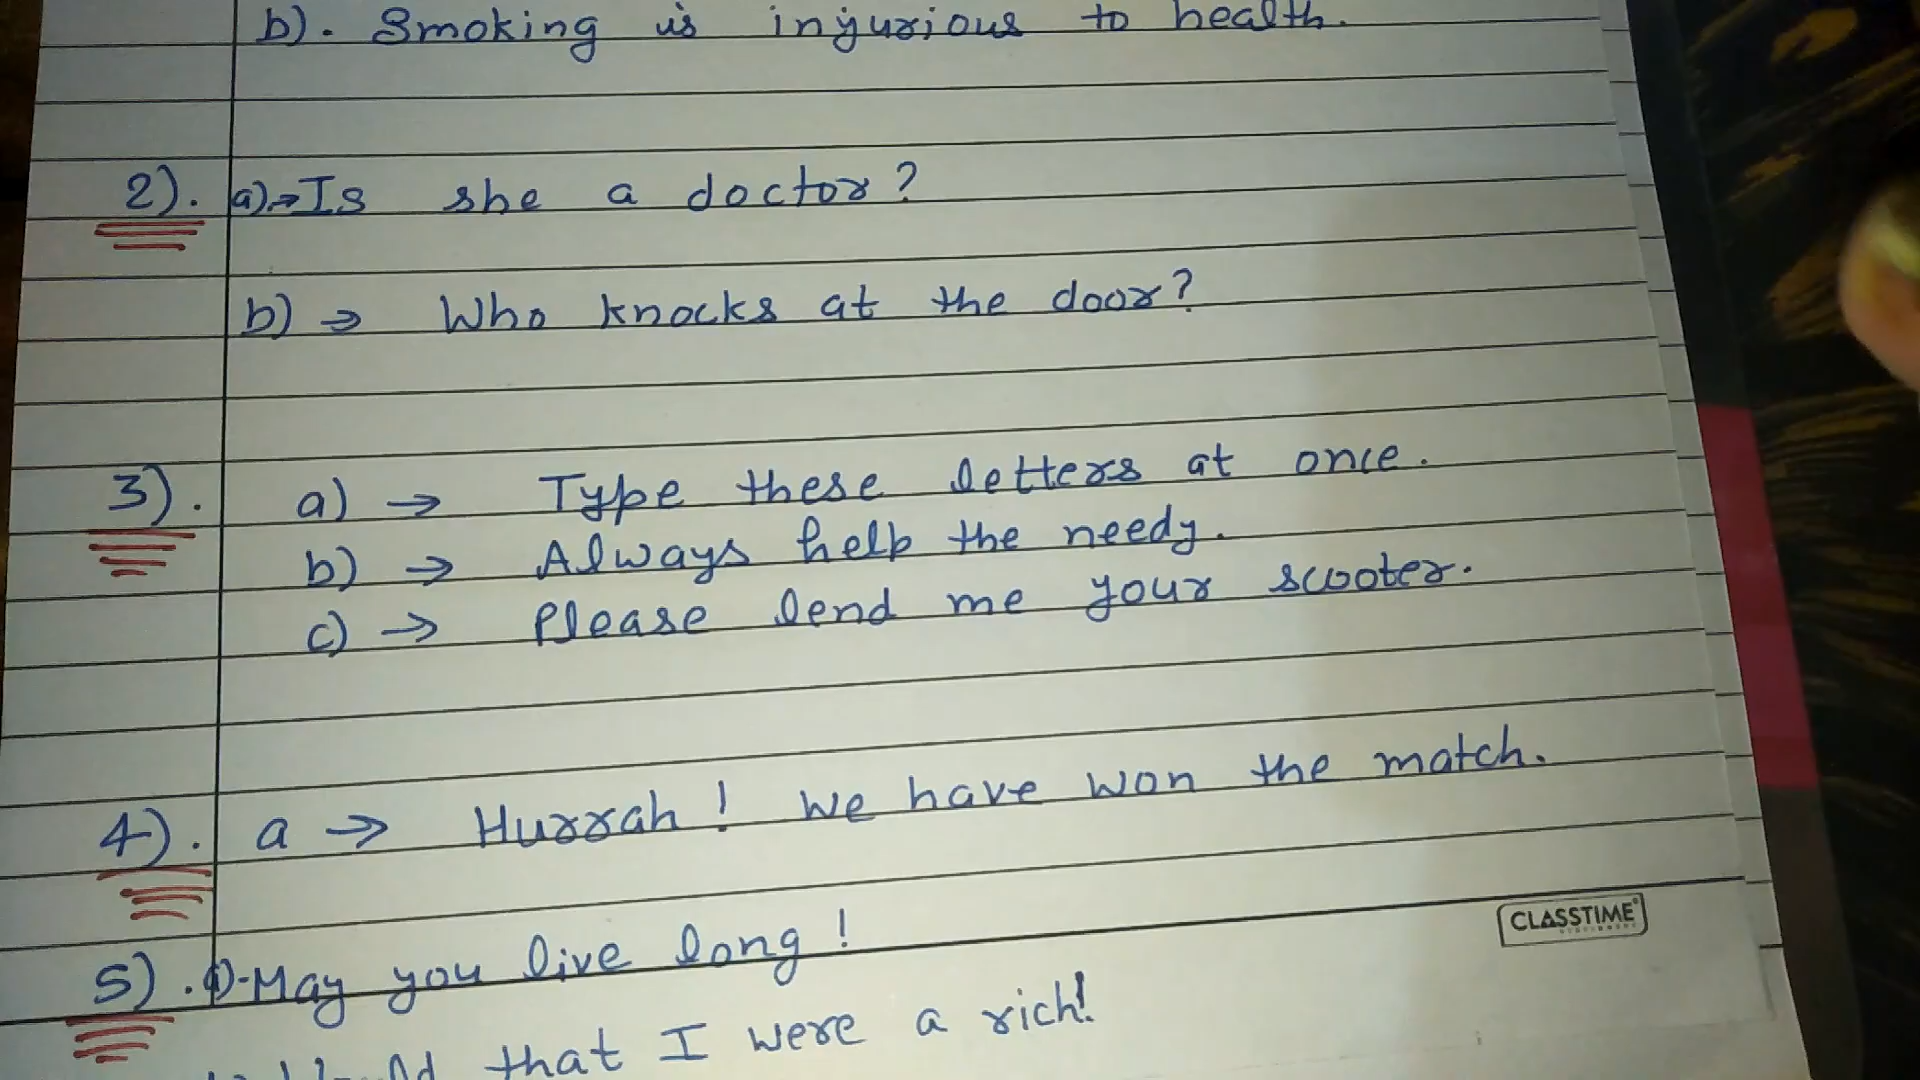 b). Smoking is injurious to health.
2). a)→ Is she a doctor?
b) → Who knocks at the door?
3). a) → Type these letters at once.
b) → Always help the needy.
c) → Please lend me your scooter.
4). a → Hurrah! We have won the match.
CLASSTIME
5). 1)-May you live long!
that I were a rich!